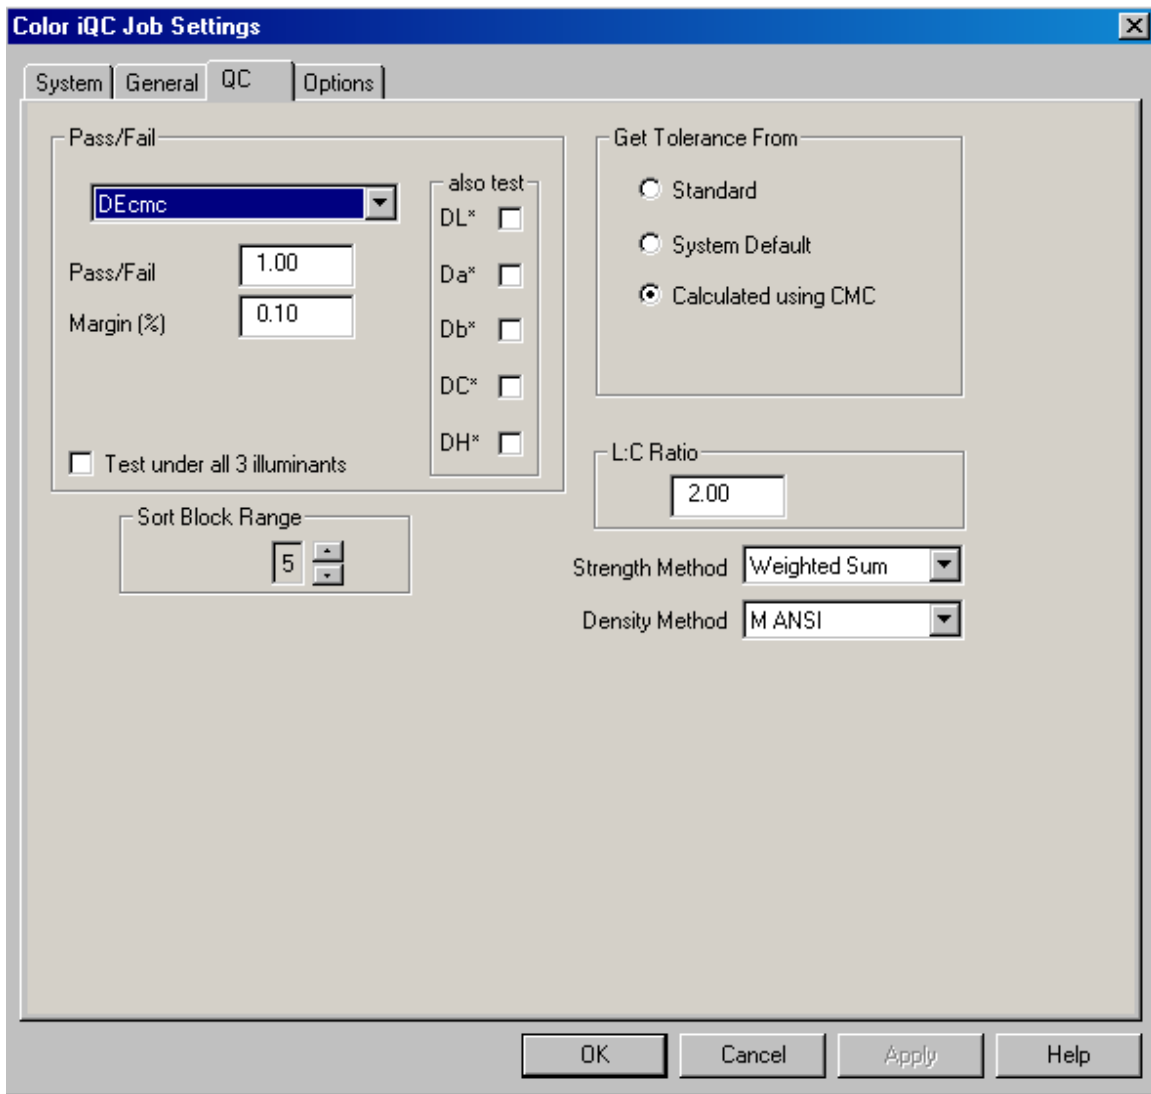 Color iQC Job Settings
System General QC Options
Pass/Fail
DEcmc
Pass/Fail 1.00
Margin (%) 0.10
also test
DL*
Da*
Db*
DC*
DH*
Test under all 3 illuminants
Get Tolerance From
Standard
System Default
Calculated using CMC
L:C Ratio
2.00
Sort Block Range
5
Strength Method Weighted Sum
Density Method M ANSI
OK Cancel Apply Help